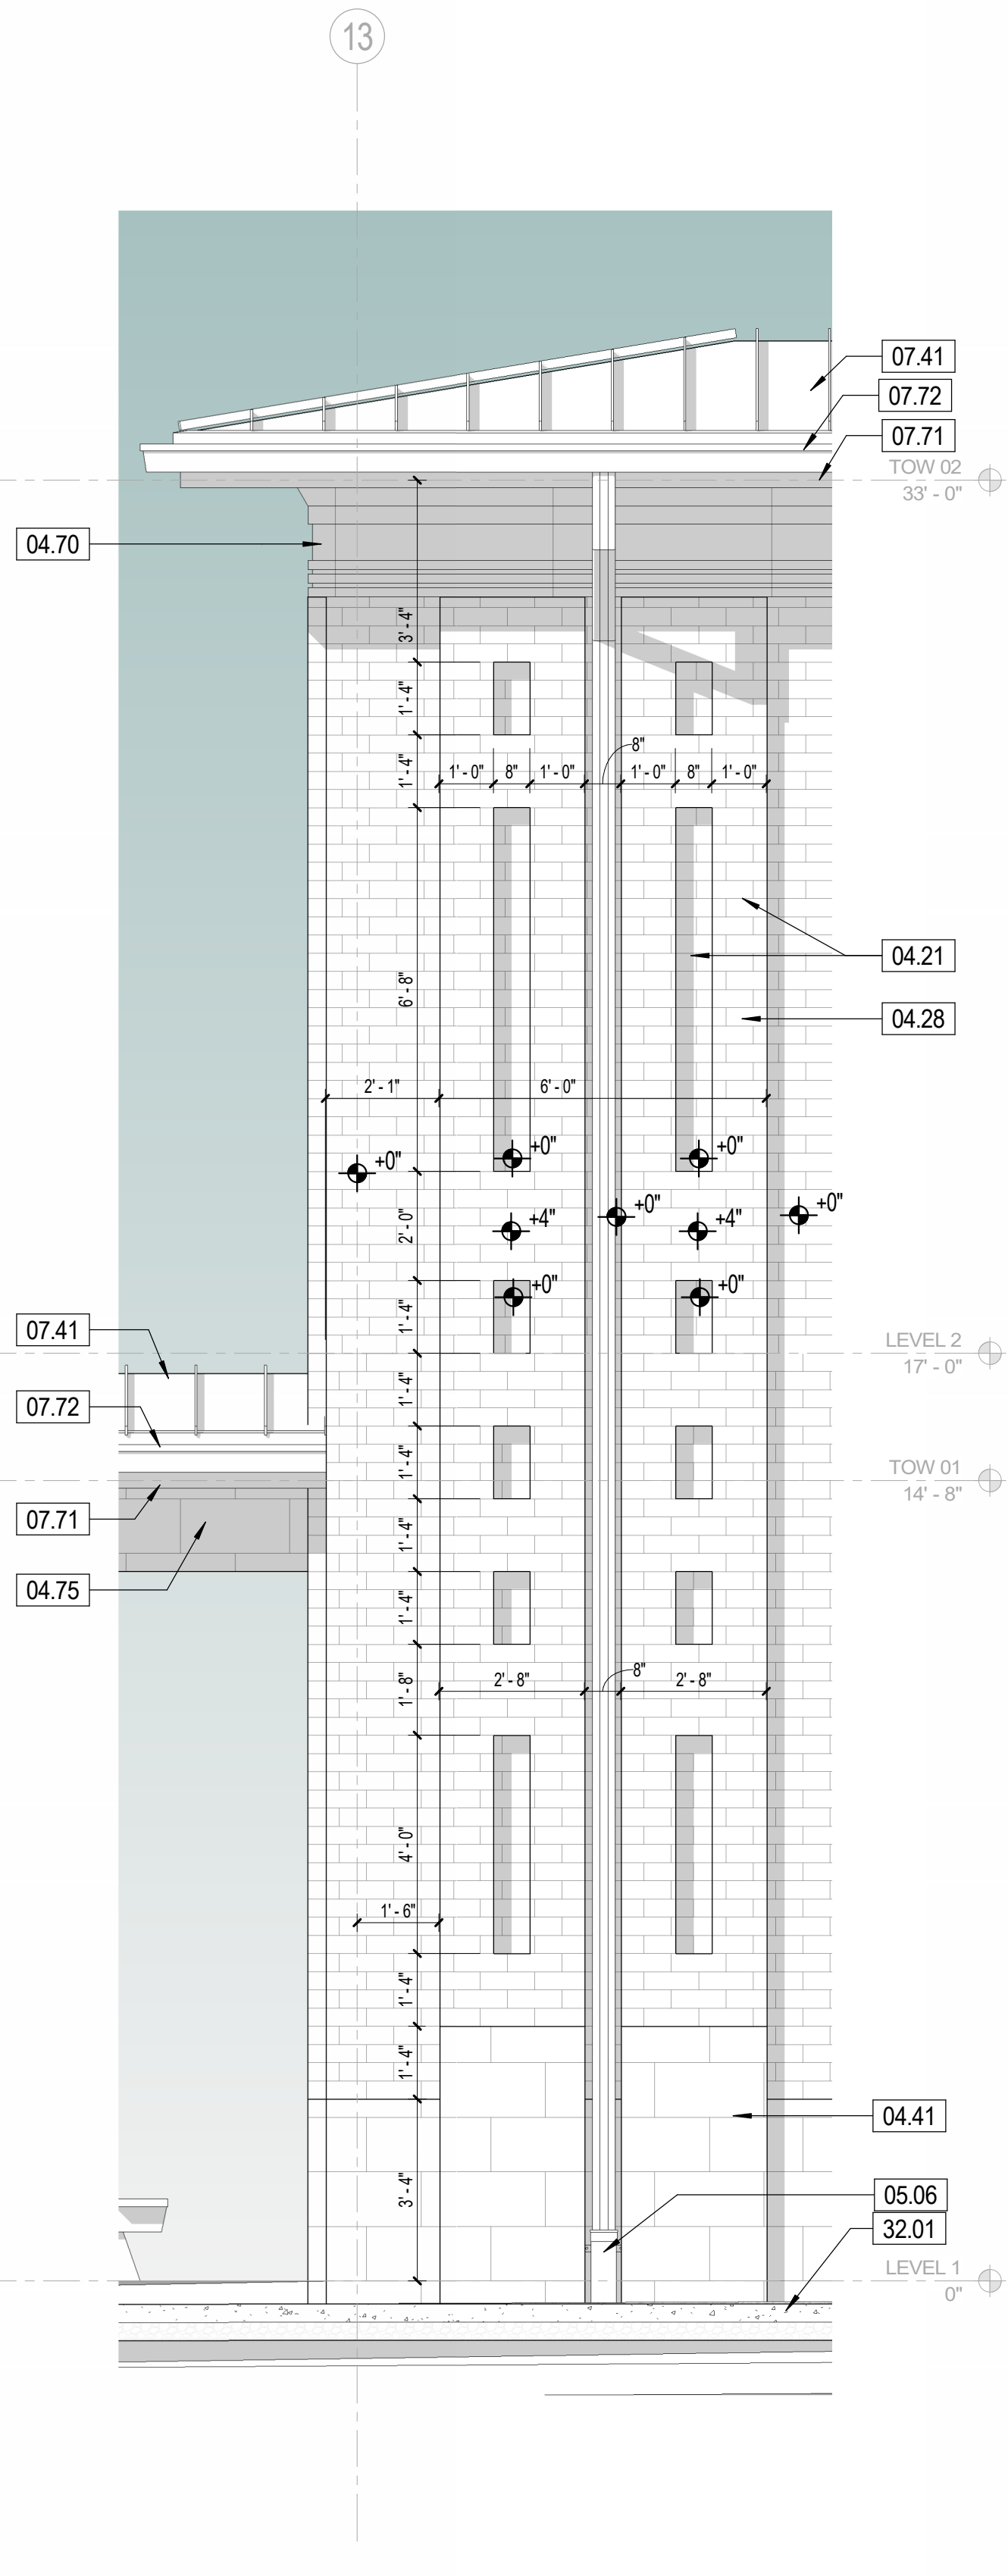 13
07.41
07.72
07.71
TOW 02
33' - 0"
04.70
3' - 4"
1' - 4"
8"
1' - 4"
1' - 0" 8" 1' - 0" 1' - 0" 8" 1' - 0"
04.21
6' - 8"
04.28
2' - 1" 6' - 0"
+0" +0"
+0"
+0" +0"
2' - 0" +4" +4"
+0" +0"
07.41
1' - 4"
LEVEL 2
17' - 0"
07.72
1' - 4"
1' - 4"
TOW 01
14' - 8"
07.71
1' - 4"
04.75
1' - 4"
8"
1' - 8" 2' - 8" 2' - 8"
4' - 0"
1' - 6"
1' - 4"
1' - 4"
04.41
3' - 4"
05.06
32.01
LEVEL 1
0"